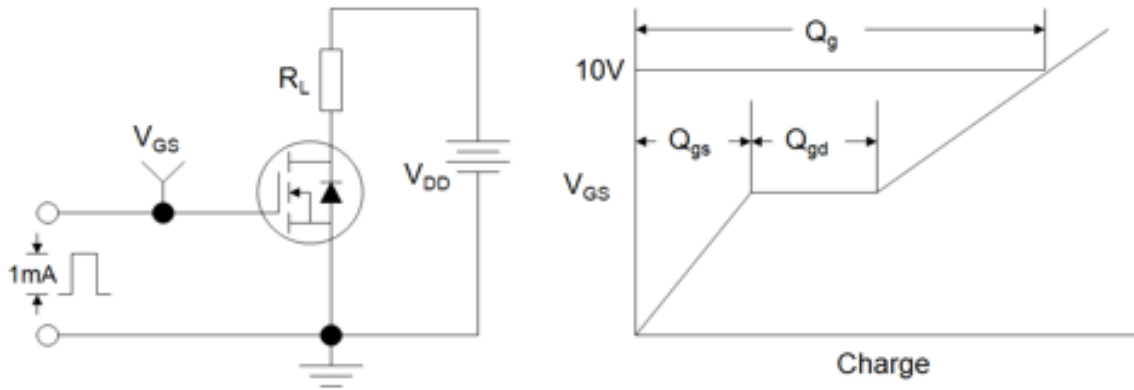 R_L
V_GS
V_DD
1mA
Q_g
10V
Q_gs
Q_gd
V_GS
Charge